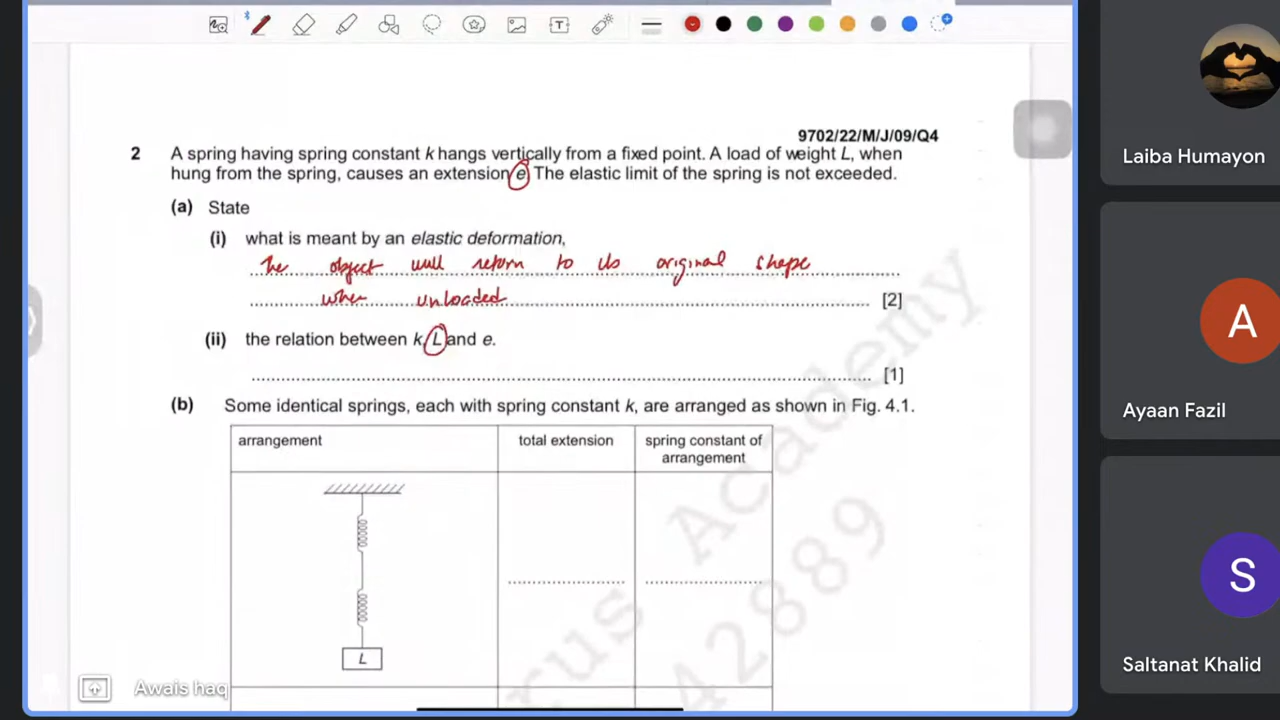 9702/22/M/J/09/Q4
Laiba Humayon
2 A spring having spring constant k hangs vertically from a fixed point. A load of weight L, when
hung from the spring, causes an extension e. The elastic limit of the spring is not exceeded.
(a) State
(i) what is meant by an elastic deformation,
The object will return to its original shape
when unloaded [2]
(ii) the relation between k, L and e.
[1]
A
Ayaan Fazil
(b) Some identical springs, each with spring constant k, are arranged as shown in Fig. 4.1.
arrangement total extension spring constant of
arrangement
L
S
Saltanat Khalid
Awais haq
rus Academy
42889
T